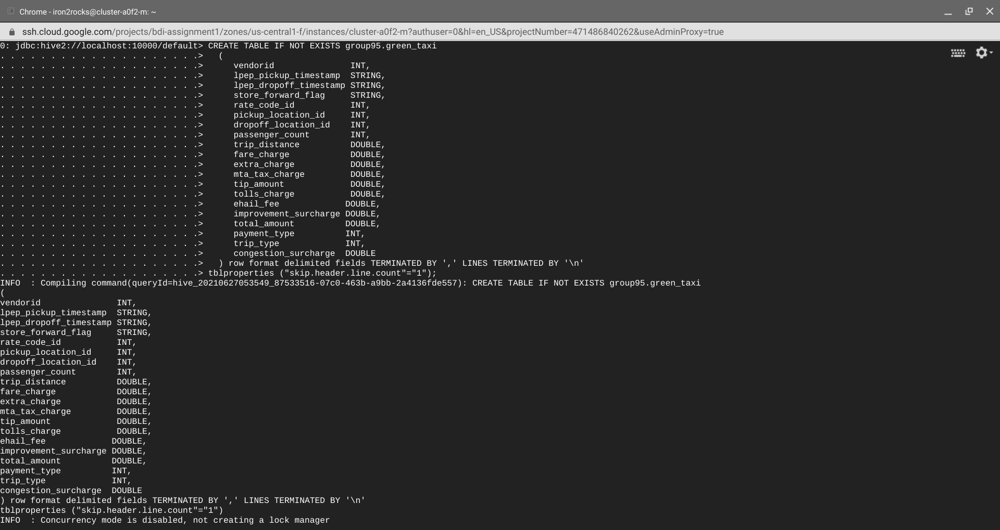 Chrome - iron2rocks@cluster-a0f2-m: ~
ssh.cloud.google.com/projects/bdi-assignment1/zones/us-central1-f/instances/cluster-a0f2-m?authuser=0&hl=en_US&projectNumber=471486840262&useAdminProxy=true
0: jdbc:hive2://localhost:10000/default> CREATE TABLE IF NOT EXISTS group95.green_taxi
. . . . . . . . . . . . . . . . . . . .>   (
. . . . . . . . . . . . . . . . . . . .>      vendorid               INT,
. . . . . . . . . . . . . . . . . . . .>      lpep_pickup_timestamp  STRING,
. . . . . . . . . . . . . . . . . . . .>      lpep_dropoff_timestamp STRING,
. . . . . . . . . . . . . . . . . . . .>      store_forward_flag     STRING,
. . . . . . . . . . . . . . . . . . . .>      rate_code_id           INT,
. . . . . . . . . . . . . . . . . . . .>      pickup_location_id     INT,
. . . . . . . . . . . . . . . . . . . .>      dropoff_location_id    INT,
. . . . . . . . . . . . . . . . . . . .>      passenger_count        INT,
. . . . . . . . . . . . . . . . . . . .>      trip_distance          DOUBLE,
. . . . . . . . . . . . . . . . . . . .>      fare_charge            DOUBLE,
. . . . . . . . . . . . . . . . . . . .>      extra_charge           DOUBLE,
. . . . . . . . . . . . . . . . . . . .>      mta_tax_charge         DOUBLE,
. . . . . . . . . . . . . . . . . . . .>      tip_amount             DOUBLE,
. . . . . . . . . . . . . . . . . . . .>      tolls_charge           DOUBLE,
. . . . . . . . . . . . . . . . . . . .>      ehail_fee             DOUBLE,
. . . . . . . . . . . . . . . . . . . .>      improvement_surcharge DOUBLE,
. . . . . . . . . . . . . . . . . . . .>      total_amount          DOUBLE,
. . . . . . . . . . . . . . . . . . . .>      payment_type          INT,
. . . . . . . . . . . . . . . . . . . .>      trip_type             INT,
. . . . . . . . . . . . . . . . . . . .>      congestion_surcharge  DOUBLE
. . . . . . . . . . . . . . . . . . . .>   ) row format delimited fields TERMINATED BY ',' LINES TERMINATED BY '\n'
. . . . . . . . . . . . . . . . . . . .> tblproperties ("skip.header.line.count"="1");
INFO  : Compiling command(queryId=hive_20210627053549_87533516-07c0-463b-a9bb-2a4136fde557): CREATE TABLE IF NOT EXISTS group95.green_taxi
(
vendorid               INT,
lpep_pickup_timestamp  STRING,
lpep_dropoff_timestamp STRING,
store_forward_flag     STRING,
rate_code_id           INT,
pickup_location_id     INT,
dropoff_location_id    INT,
passenger_count        INT,
trip_distance          DOUBLE,
fare_charge            DOUBLE,
extra_charge           DOUBLE,
mta_tax_charge         DOUBLE,
tip_amount             DOUBLE,
tolls_charge           DOUBLE,
ehail_fee             DOUBLE,
improvement_surcharge DOUBLE,
total_amount          DOUBLE,
payment_type          INT,
trip_type             INT,
congestion_surcharge  DOUBLE
) row format delimited fields TERMINATED BY ',' LINES TERMINATED BY '\n'
tblproperties ("skip.header.line.count"="1")
INFO  : Concurrency mode is disabled, not creating a lock manager